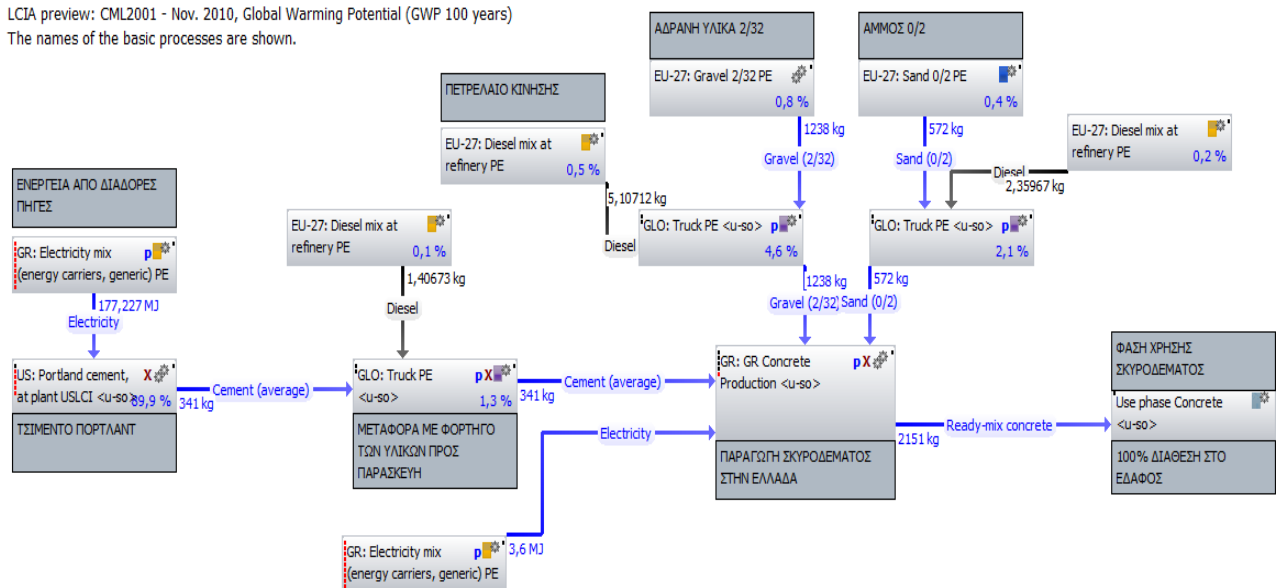 LCIA preview: CML2001 - Nov. 2010, Global Warming Potential (GWP 100 years)
The names of the basic processes are shown.
ΑΔΡΑΝΗ ΥΛΙΚΑ 2/32
ΑΜΜΟΣ 0/2
EU-27: Gravel 2/32 PE
0,8 %
EU-27: Sand 0/2 PE
0,4 %
ΠΕΤΡΕΛΑΙΟ ΚΙΝΗΣΗΣ
1238 kg
572 kg
EU-27: Diesel mix at
refinery PE
0,5 %
EU-27: Diesel mix at
refinery PE
0,2 %
Gravel (2/32)
Sand (0/2)
Diesel
2,35967 kg
ΕΝΕΡΓΕΙΑ ΑΠΟ ΔΙΑΔΟΡΕΣ
ΠΗΓΕΣ
5,10712 kg
Diesel
EU-27: Diesel mix at
refinery PE
0,1 %
GLO: Truck PE <u-so>
p
4,6 %
GLO: Truck PE <u-so>
p
2,1 %
GR: Electricity mix
p
(energy carriers, generic) PE
1,40673 kg
1238 kg
572 kg
177,227 MJ
Diesel
Gravel (2/32)
Sand (0/2)
Electricity
US: Portland cement,
X
at plant USLCI <u-so>
89,9 %
341 kg
Cement (average)
GLO: Truck PE
pX
<u-so>
1,3 %
341 kg
Cement (average)
GR: GR Concrete
pX
Production <u-so>
ΦΑΣΗ ΧΡΗΣΗΣ
ΣΚΥΡΟΔΕΜΑΤΟΣ
Use phase Concrete
<u-so>
ΤΣΙΜΕΝΤΟ ΠΟΡΤΛΑΝΤ
ΜΕΤΑΦΟΡΑ ΜΕ ΦΟΡΤΗΓΟ
ΤΩΝ ΥΛΙΚΩΝ ΠΡΟΣ
ΠΑΡΑΣΚΕΥΗ
Electricity
Ready-mix concrete
2151 kg
ΠΑΡΑΓΩΓΗ ΣΚΥΡΟΔΕΜΑΤΟΣ
ΣΤΗΝ ΕΛΛΑΔΑ
100% ΔΙΑΘΕΣΗ ΣΤΟ
ΕΔΑΦΟΣ
GR: Electricity mix
p
(energy carriers, generic) PE
3,6 MJ